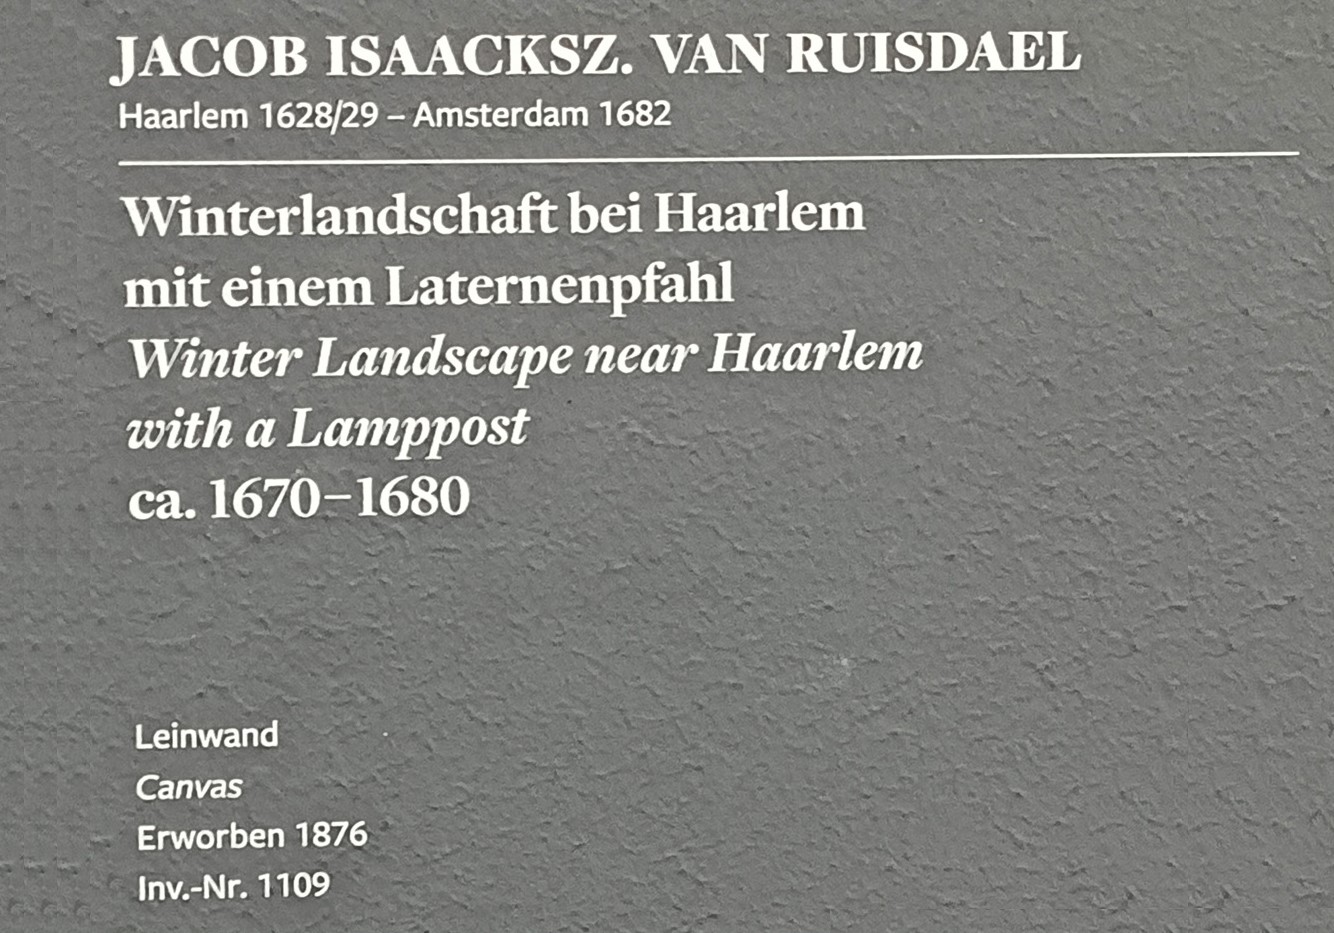 JACOB ISAACKSZ. VAN RUISDAEL
Haarlem 1628/29 – Amsterdam 1682
Winterlandschaft bei Haarlem
mit einem Laternenpfahl
Winter Landscape near Haarlem
with a Lamppost
ca. 1670–1680
Leinwand
Canvas
Erworben 1876
Inv.-Nr. 1109